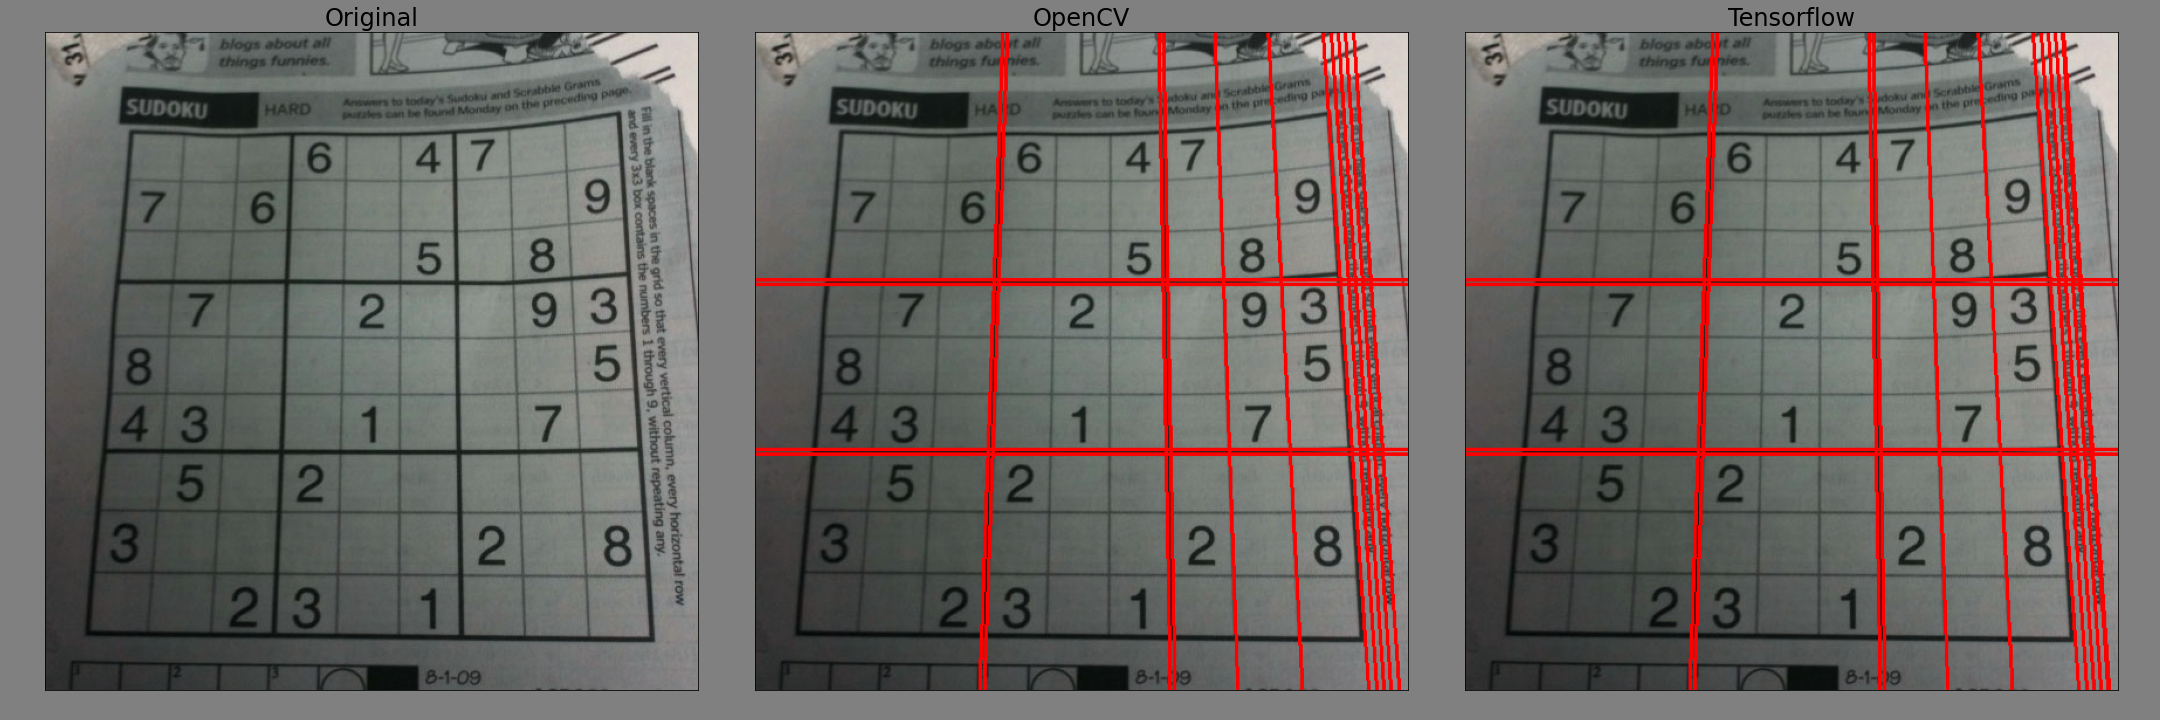 Original
31,
blogs about all
things funnies.
SUDOKU HARD Answers to today's Sudoku and Scrabble Grams
puzzles can be found Monday on the preceding page.
6 4 7
7 6 9
5 8
7 2 9 3
8 5
4 3 1 7
5 2
3 2 8
2 3 1
Fill in the blank spaces in the grid so that every vertical column, every horizontal row
and every 3x3 box contains the numbers 1 through 9, without repeating any.
1 2 3 8-1-09
OpenCV
31,
blogs about all
things funnies.
SUDOKU HARD Answers to today's Sudoku and Scrabble Grams
puzzles can be found Monday on the preceding page.
6 4 7
7 6 9
5 8
7 2 9 3
8 5
4 3 1 7
5 2
3 2 8
2 3 1
1 2 8-1-09
Tensorflow
31,
blogs about all
things funnies.
SUDOKU HARD Answers to today's Sudoku and Scrabble Grams
puzzles can be found Monday on the preceding page.
6 4 7
7 6 9
5 8
7 2 9 3
8 5
4 3 1 7
5 2
3 2 8
2 3 1
1 2 8-1-09